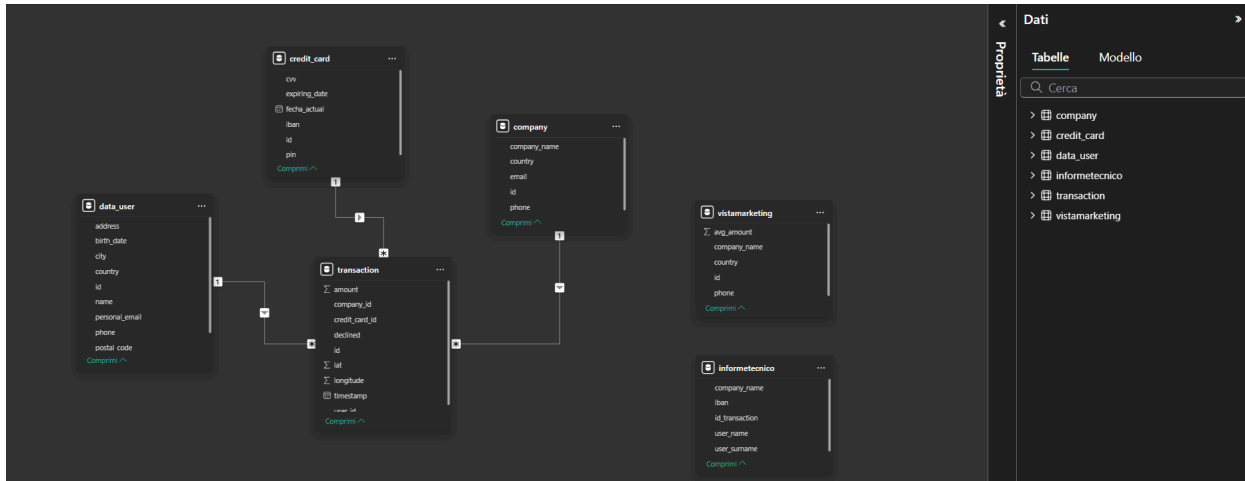 credit_card
cvv
expiring_date
fecha_actual
iban
id
pin
Comprimi
1
company
company_name
country
email
id
phone
Comprimi
1
data_user
address
birth_date
city
country
id
name
personal_email
phone
postal_code
Comprimi
1
transaction
∑ amount
company_id
credit_card_id
declined
id
∑ lat
∑ longitude
timestamp
user_id
Comprimi
*
*
*
vistamarketing
∑ avg_amount
company_name
country
id
phone
Comprimi
informetecnico
company_name
iban
id_transaction
user_name
user_surname
Comprimi
Proprietà
Dati
Tabelle Modello
Cerca
company
credit_card
data_user
informetecnico
transaction
vistamarketing